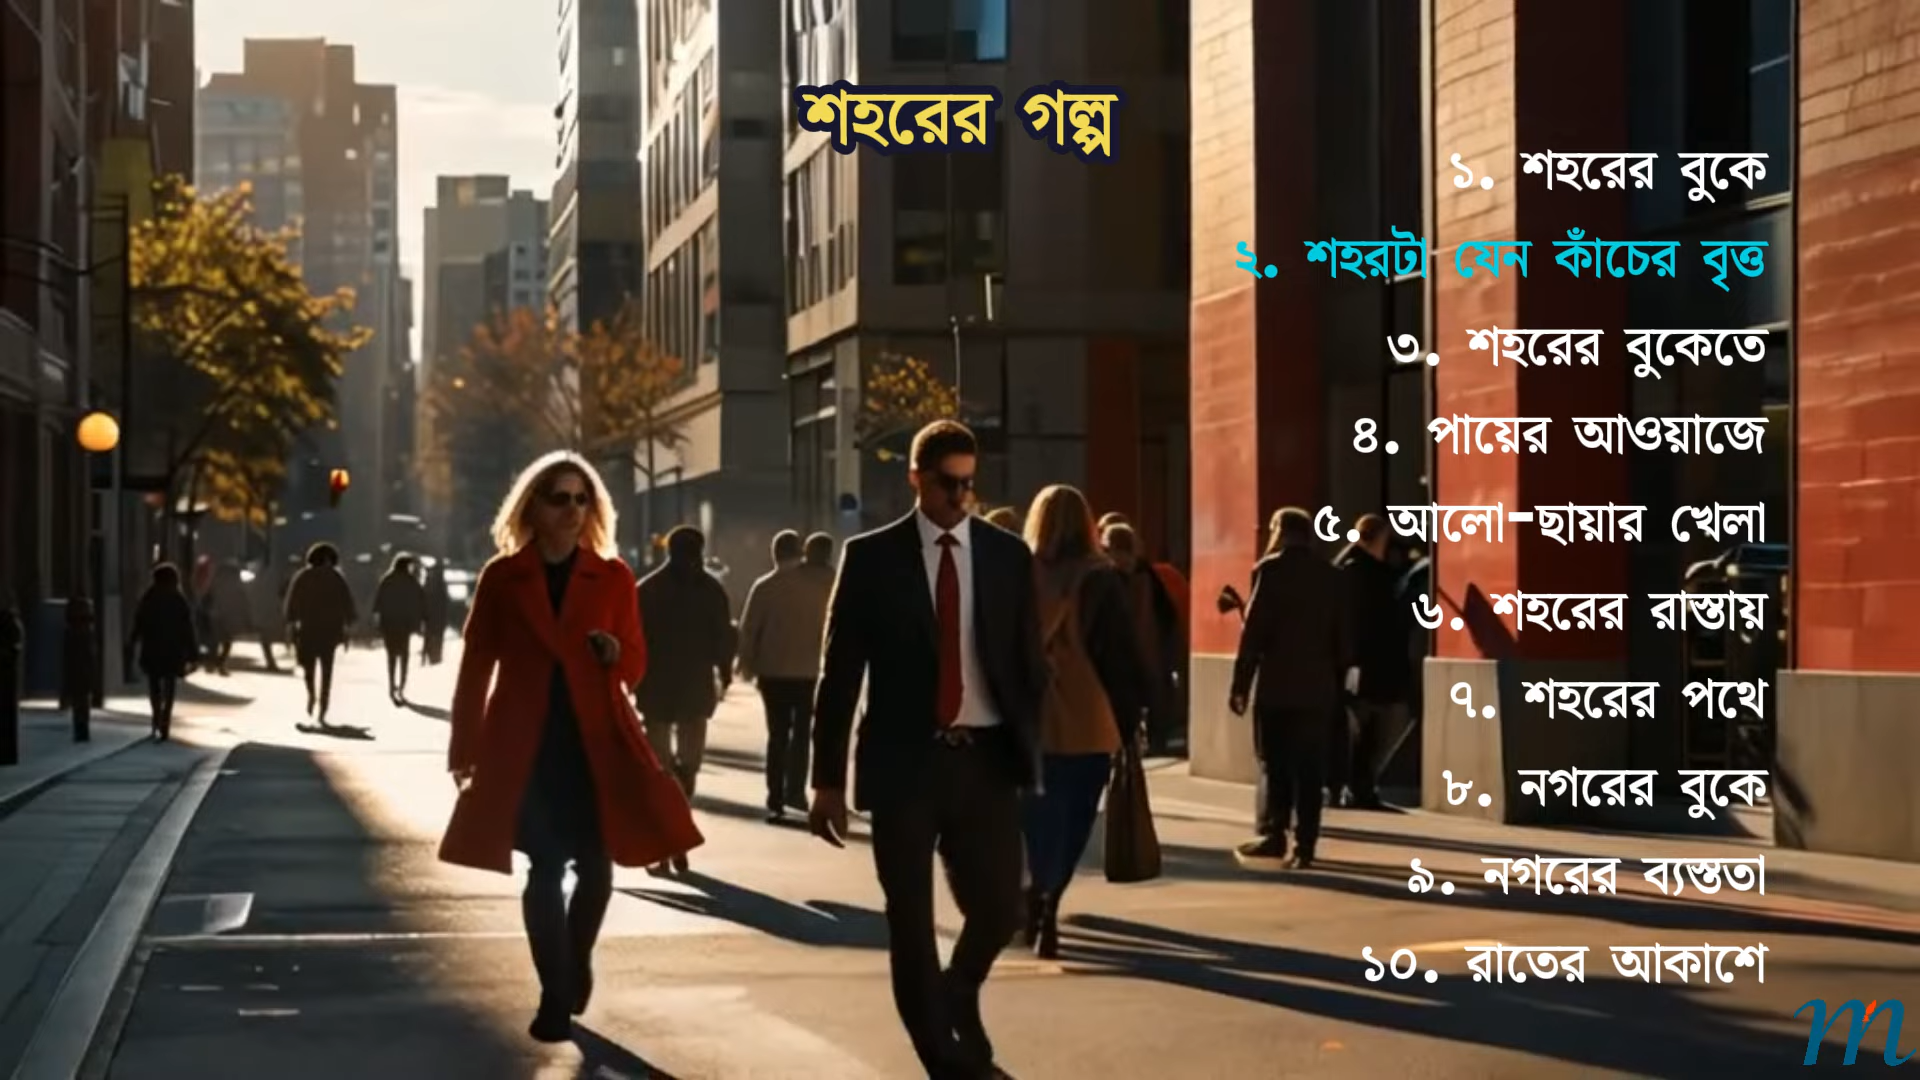 শহরের গল্প
১. শহরের বুকে
২. শহরটা যেন কাঁচের বৃত্ত
৩. শহরের বুকেতে
৪. পায়ের আওয়াজে
৫. আলো-ছায়ার খেলা
৬. শহরের রাস্তায়
৭. শহরের পথে
৮. নগরের বুকে
৯. নগরের ব্যস্ততা
১০. রাতের আকাশে
m